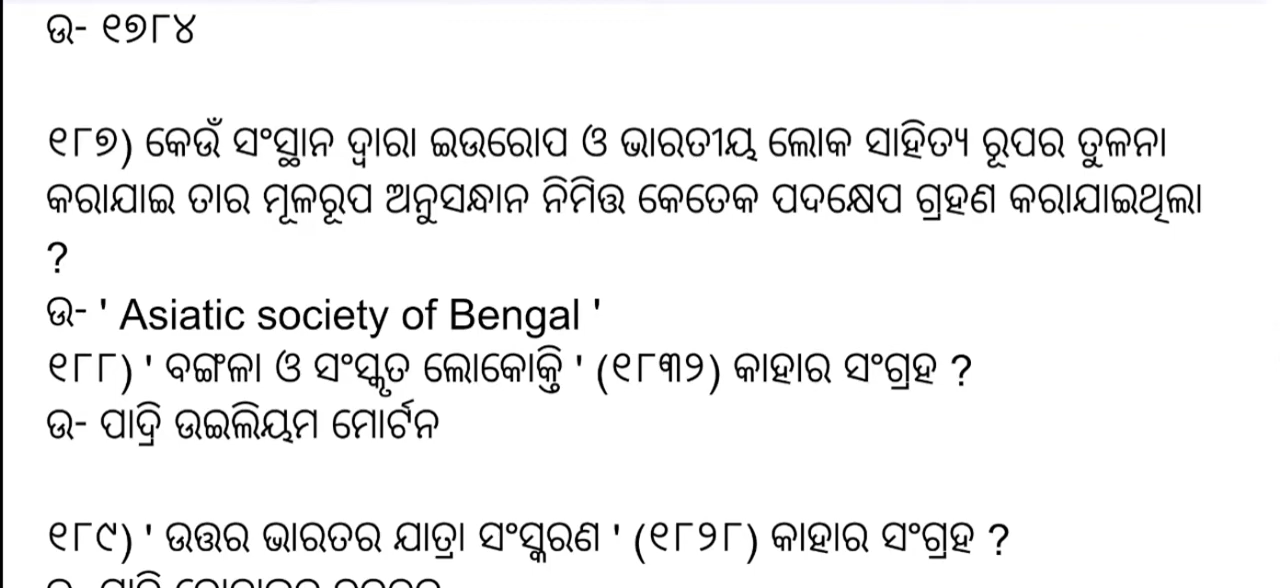 ଉ- ୧୭୮୪
୧୮୭) କେଉଁ ସଂସ୍ଥାନ ଦ୍ୱାରା ଇଉରୋପ ଓ ଭାରତୀୟ ଲୋକ ସାହିତ୍ୟ ରୂପର ତୁଳନା
କରାଯାଇ ତାର ମୂଳରୂପ ଅନୁସନ୍ଧାନ ନିମିତ୍ତ କେତେକ ପଦକ୍ଷେପ ଗ୍ରହଣ କରାଯାଇଥିଲା
?
ଉ- ' Asiatic society of Bengal '
୧୮୮) ' ବଙ୍ଗଳା ଓ ସଂସ୍କୃତ ଲୋକୋକ୍ତି ' (୧୮୩୨) କାହାର ସଂଗ୍ରହ ?
ଉ- ପାଦ୍ରି ଉଇଲିୟମ ମୋର୍ଟନ
୧୮୯) ' ଉତ୍ତର ଭାରତର ଯାତ୍ରା ସଂସ୍କରଣ ' (୧୮୨୮) କାହାର ସଂଗ୍ରହ ?